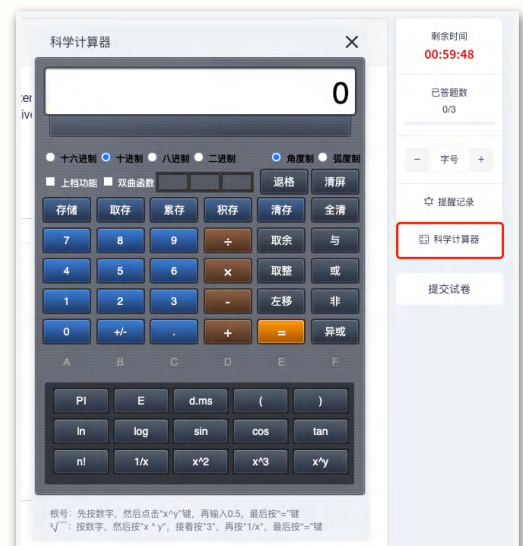 科学计算器
0
十六进制 十进制 八进制 二进制 角度制 弧度制
上档功能 双曲函数 退格 清屏
存储 取存 累存 积存 清存 全清
7 8 9 ÷ 取余 与
4 5 6 × 取整 或
1 2 3 - 左移 非
0 +/- . + = 异或
A B C D E F
PI E d.ms ( )
ln log sin cos tan
n! 1/x x^2 x^3 x^y
根号：先按数字，然后点击"x^y"键，再输入0.5，最后按"="键
³√￣：按数字，然后按"x ^ y"，接着按"3"，再按"1/x"，最后按"="键
剩余时间
00:59:48
已答题数
0/3
- 字号 +
提醒记录
科学计算器
提交试卷